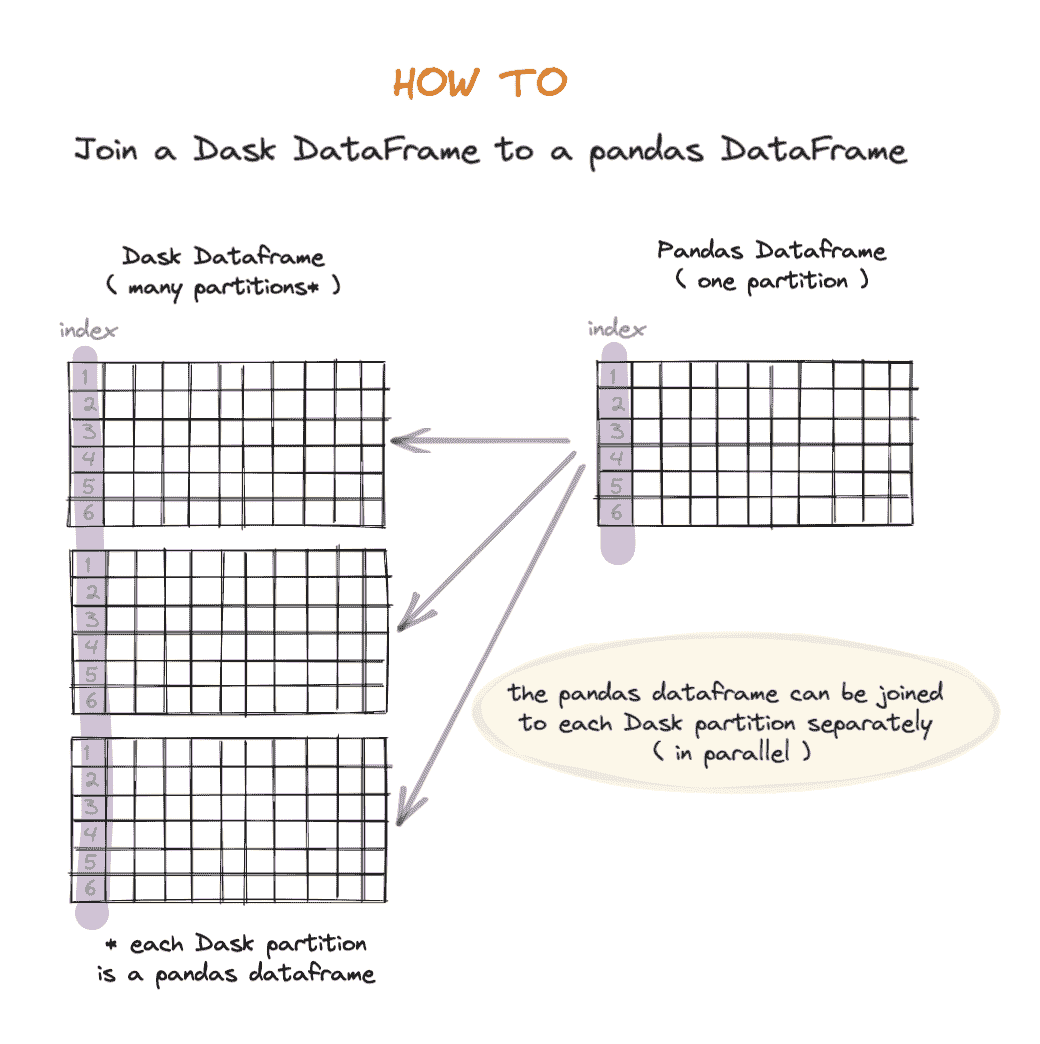 HOW TO
Join a Dask DataFrame to a pandas DataFrame
Dask Dataframe
( many partitions* )
index
1
2
3
4
5
6
1
2
3
4
5
6
1
2
3
4
5
6
* each Dask partition
is a pandas dataframe
Pandas Dataframe
( one partition )
index
1
2
3
4
5
6
the pandas dataframe can be joined
to each Dask partition separately
( in parallel )